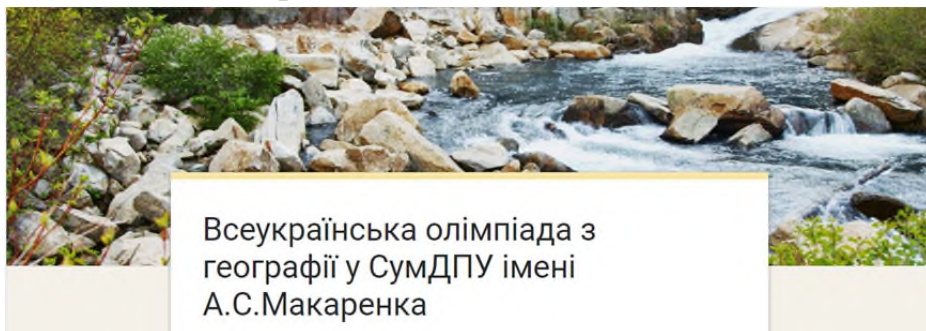 Всеукраїнська олімпіада з
географії у СумДПУ імені
А.С.Макаренка